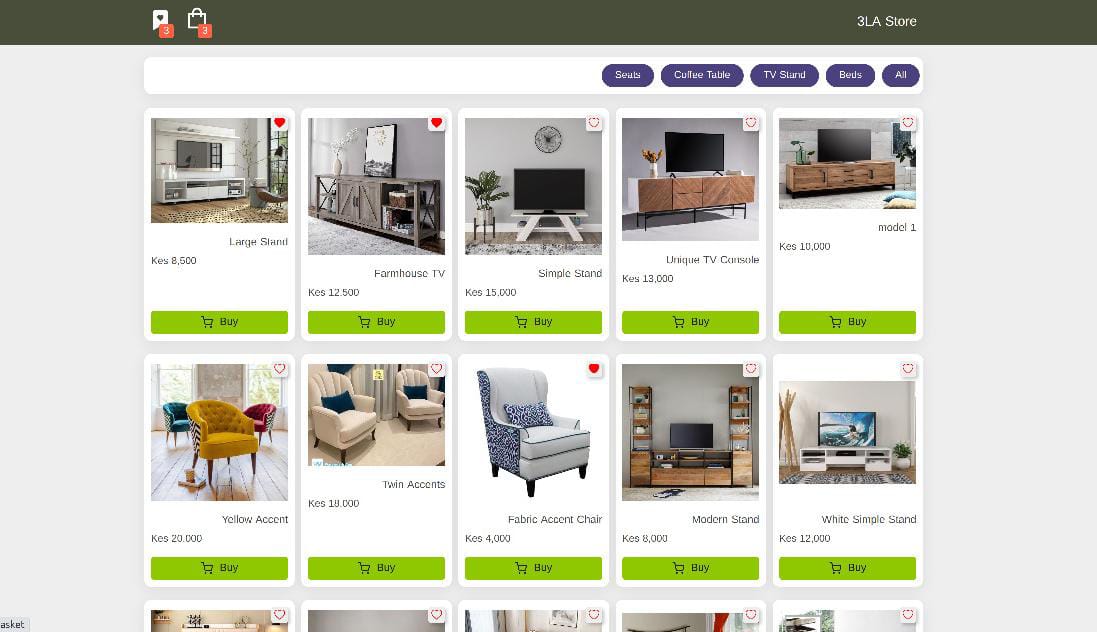 3
3
3LA Store
Seats
Coffee Table
TV Stand
Beds
All
Large Stand
Kes 8,500
Buy
Farmhouse TV
Kes 12,500
Buy
Simple Stand
Kes 15,000
Buy
Unique TV Console
Kes 13,000
Buy
model 1
Kes 10,000
Buy
Yellow Accent
Kes 20,000
Buy
Twin Accents
Kes 18,000
Buy
Fabric Accent Chair
Kes 4,000
Buy
Modern Stand
Kes 8,000
Buy
White Simple Stand
Kes 12,000
Buy
asket